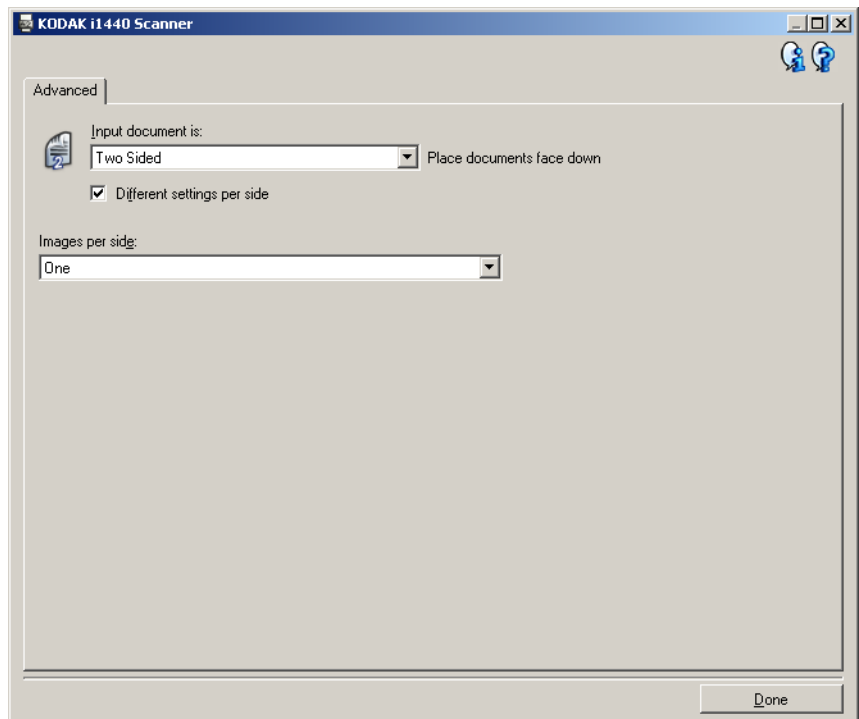 KODAK i1440 Scanner
Advanced
Input document is:
Two Sided
Place documents face down
Different settings per side
Images per side:
One
Done